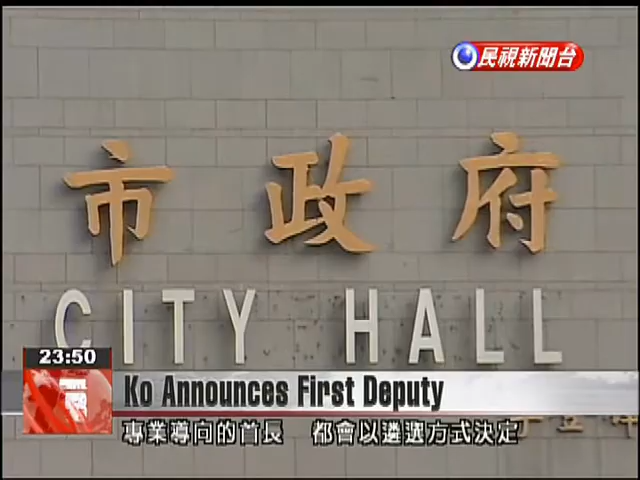 民視新聞台
市政府
CITY HALL
23:50
Ko Announces First Deputy
專業導向的首長 都會以遴選方式決定